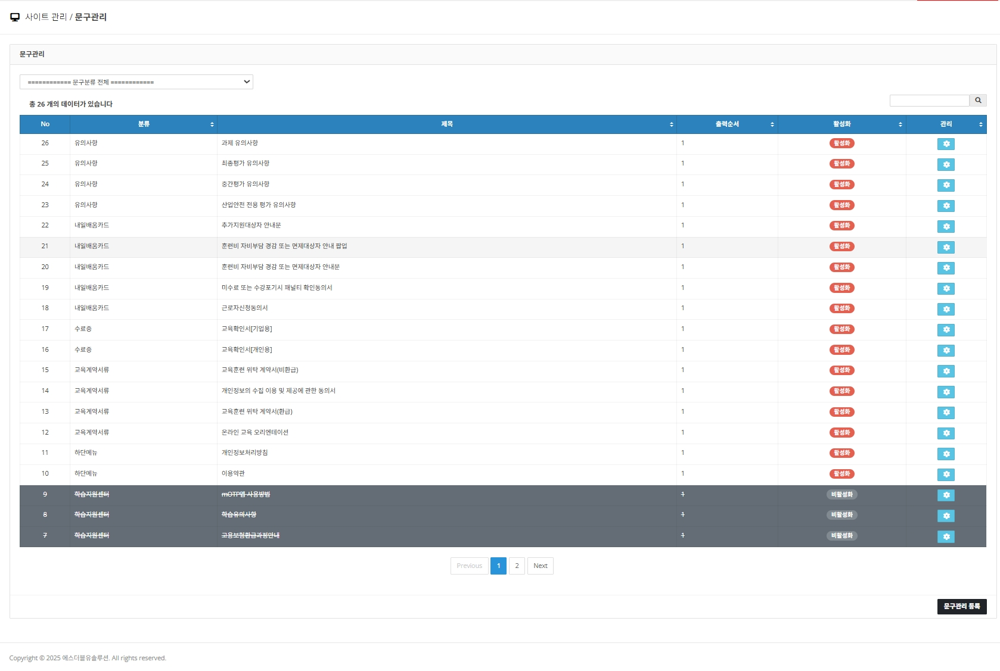 사이트 관리 / 문구관리
문구관리
============ 문구분류 전체 ============
총 26 개의 데이터가 있습니다
No 분류 제목 출력순서 활성화 관리
26 유의사항 과제 유의사항 1 활성화
25 유의사항 최종평가 유의사항 1 활성화
24 유의사항 중간평가 유의사항 1 활성화
23 유의사항 산업안전 전용 평가 유의사항 1 활성화
22 내일배움카드 추가지원대상자 안내문 1 활성화
21 내일배움카드 훈련비 자비부담 경감 또는 면제대상자 안내 팝업 1 활성화
20 내일배움카드 훈련비 자비부담 경감 또는 면제대상자 안내문 1 활성화
19 내일배움카드 미수료 또는 수강포기시 패널티 확인동의서 1 활성화
18 내일배움카드 근로자신청동의서 1 활성화
17 수료증 교육확인서[기업용] 1 활성화
16 수료증 교육확인서[개인용] 1 활성화
15 교육계약서류 교육훈련 위탁 계약서(비환급) 1 활성화
14 교육계약서류 개인정보의 수집 이용 및 제공에 관한 동의서 1 활성화
13 교육계약서류 교육훈련 위탁 계약서(환급) 1 활성화
12 교육계약서류 온라인 교육 오리엔테이션 1 활성화
11 하단메뉴 개인정보처리방침 1 활성화
10 하단메뉴 이용약관 1 활성화
9 학습지원센터 mOTP앱 사용방법 1 비활성화
8 학습지원센터 학습유의사항 1 비활성화
7 학습지원센터 고용보험환급과정안내 1 비활성화
Previous 1 2 Next
문구관리 등록
Copyright © 2025 에스더블유솔루션. All rights reserved.